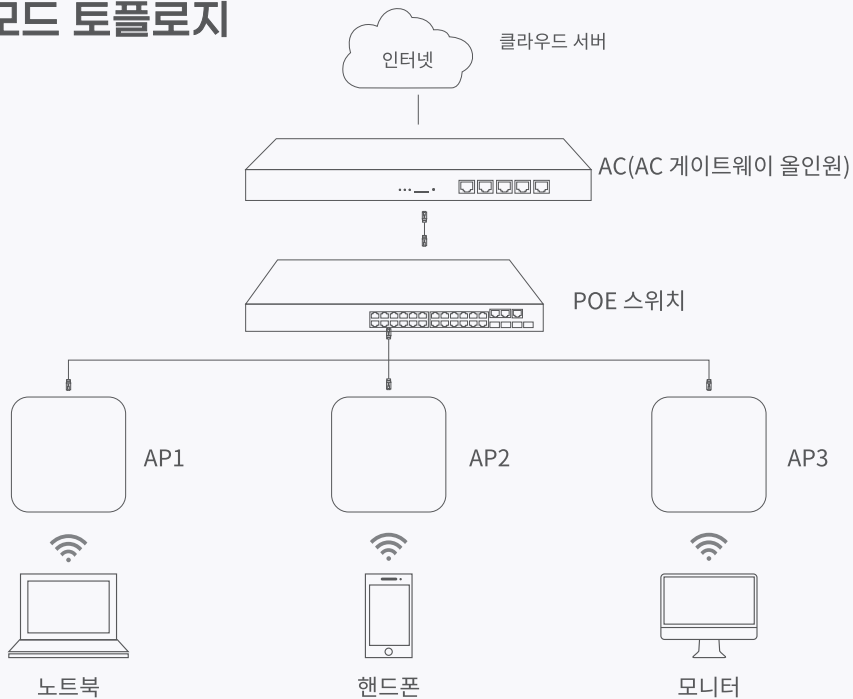 모드 토플로지
인터넷
클라우드 서버
AC(AC 게이트웨이 올인원)
POE 스위치
AP1
AP2
AP3
노트북
핸드폰
모니터